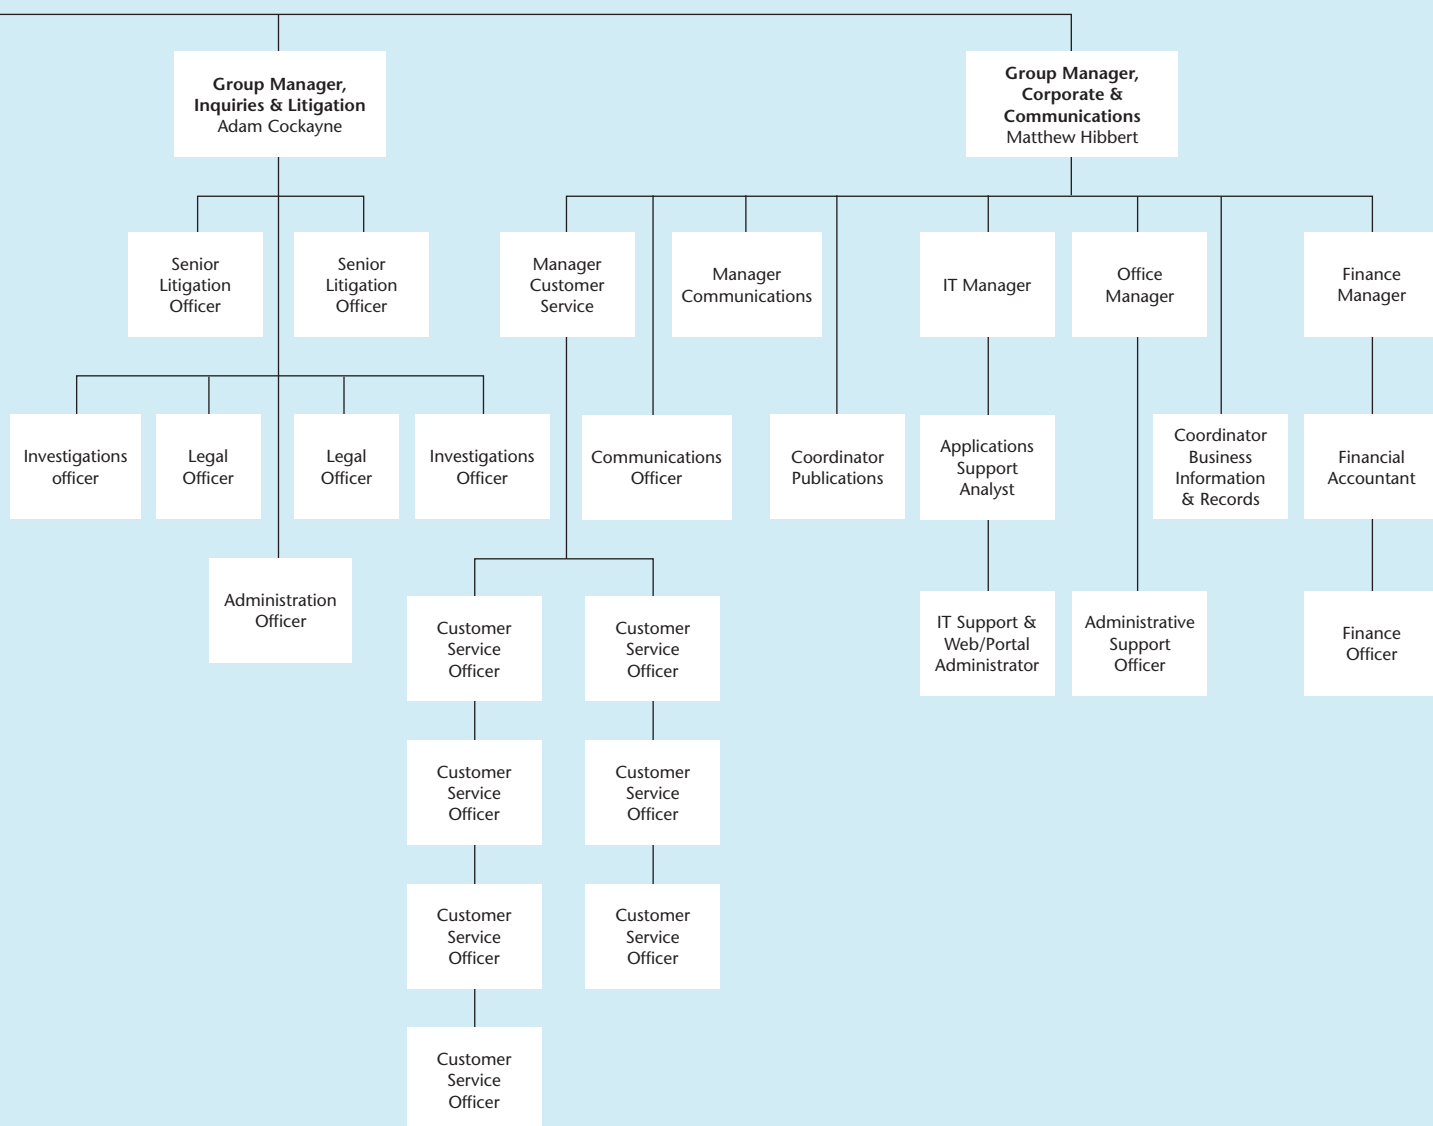 Group Manager,
Inquiries & Litigation
Adam Cockayne
Group Manager,
Corporate &
Communications
Matthew Hibbert
Senior
Litigation
Officer
Senior
Litigation
Officer
Manager
Customer
Service
Manager
Communications
IT Manager
Office
Manager
Finance
Manager
Investigations
officer
Legal
Officer
Legal
Officer
Investigations
Officer
Communications
Officer
Coordinator
Publications
Applications
Support
Analyst
Coordinator
Business
Information
& Records
Financial
Accountant
Administration
Officer
Customer
Service
Officer
Customer
Service
Officer
IT Support &
Web/Portal
Administrator
Administrative
Support
Officer
Finance
Officer
Customer
Service
Officer
Customer
Service
Officer
Customer
Service
Officer
Customer
Service
Officer
Customer
Service
Officer